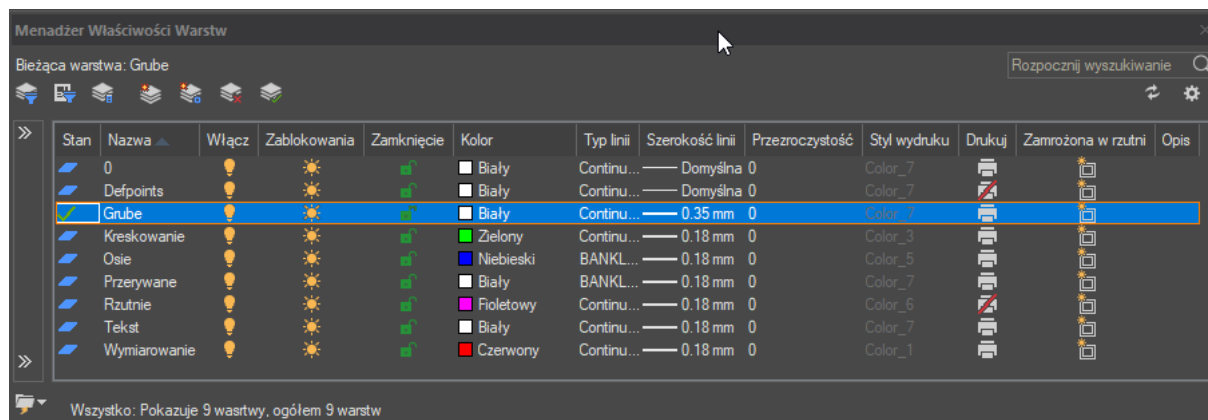 Menadżer Właściwości Warstw
Bieżąca warstwa: Grube
Rozpocznij wyszukiwanie
Stan Nazwa Włącz Zablokowania Zamknięcie Kolor Typ linii Szerokość linii Przezroczystość Styl wydruku Drukuj Zamrożona w rzutni Opis
0 Biały Continu... Domyślna 0 Color_7
Defpoints Biały Continu... Domyślna 0 Color_7
Grube Biały Continu... 0.35 mm 0 Color_7
Kreskowanie Zielony Continu... 0.18 mm 0 Color_3
Osie Niebieski BANKL... 0.18 mm 0 Color_5
Przerywane Biały BANKL... 0.18 mm 0 Color_7
Rzutnie Fioletowy Continu... 0.18 mm 0 Color_6
Tekst Biały Continu... 0.18 mm 0 Color_7
Wymiarowanie Czerwony Continu... 0.18 mm 0 Color_1
Wszystko: Pokazuje 9 wasrtwy, ogółem 9 warstw